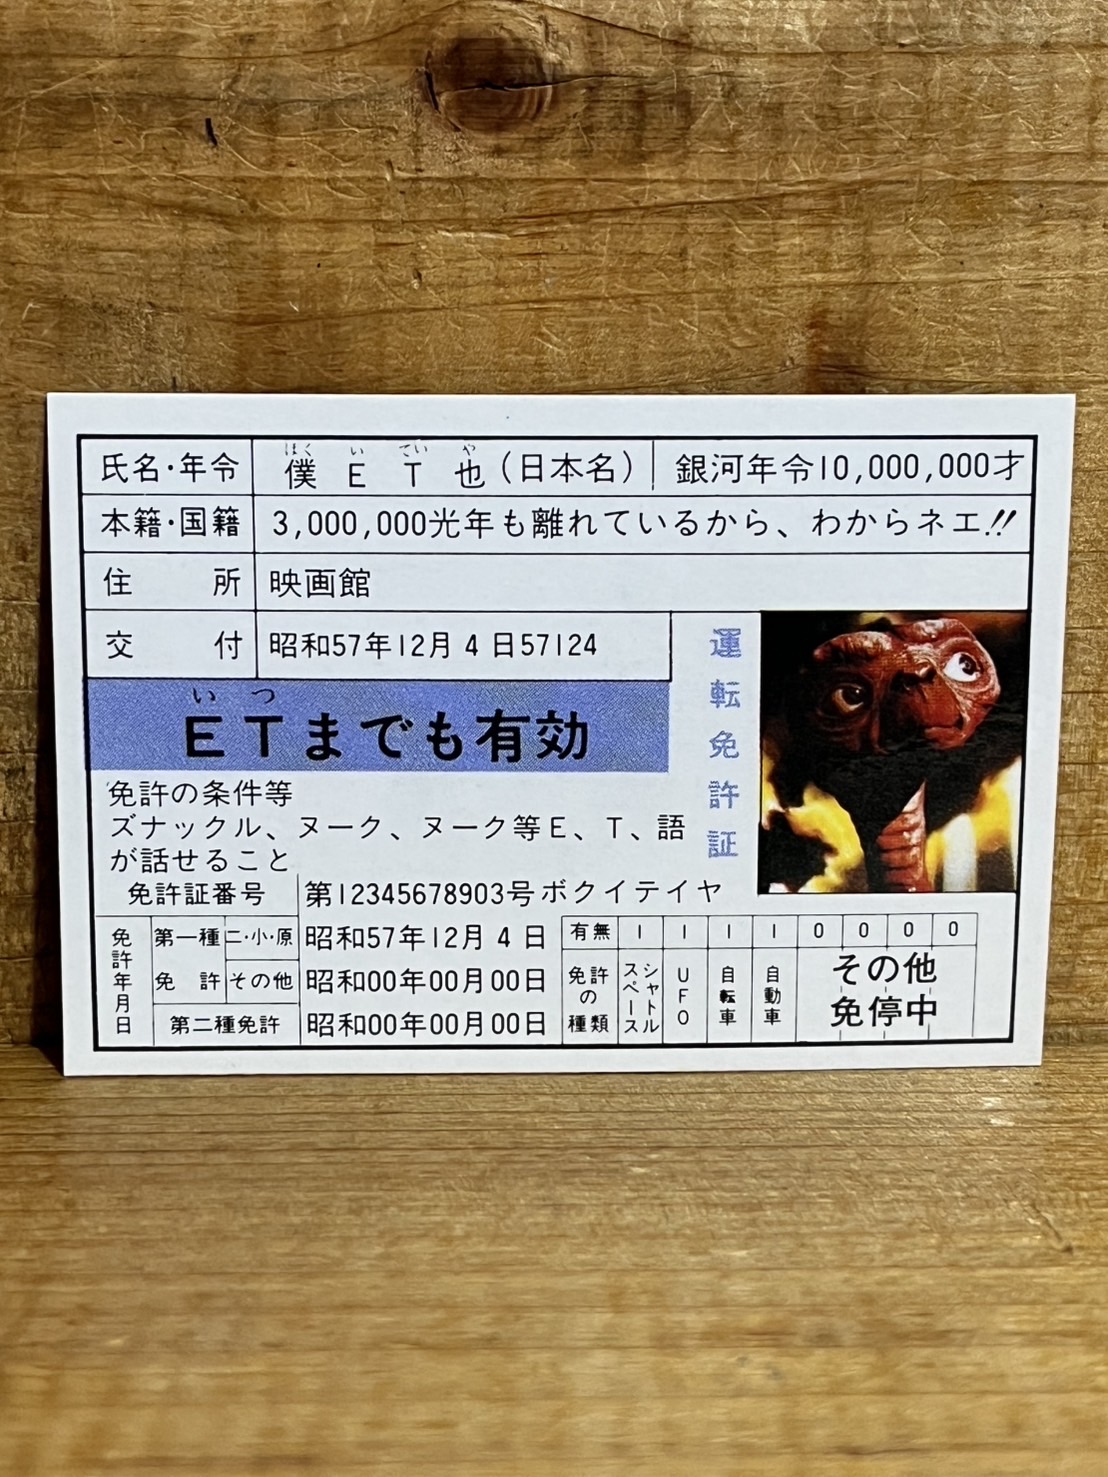 氏名・年令 僕ET也(日本名) 銀河年令10,000,000才
ぼく い てい や
本籍・国籍 3,000,000光年も離れているから、わからネエ!!
住所 映画館
交付 昭和57年12月4日57124
いつ
ETまでも有効
運転免許証
免許の条件等
ズナックル、ヌーク、ヌーク等E、T、語
が話せること
免許証番号 第12345678903号ボクイテイヤ
免許年月日
第一種免許 二・小・原 昭和57年12月4日
その他 昭和00年00月00日
第二種免許 昭和00年00月00日
有無 1 1 1 1 0 0 0 0
免許の種類 スペースシャトル UFO 自転車 自動車 その他
免停中